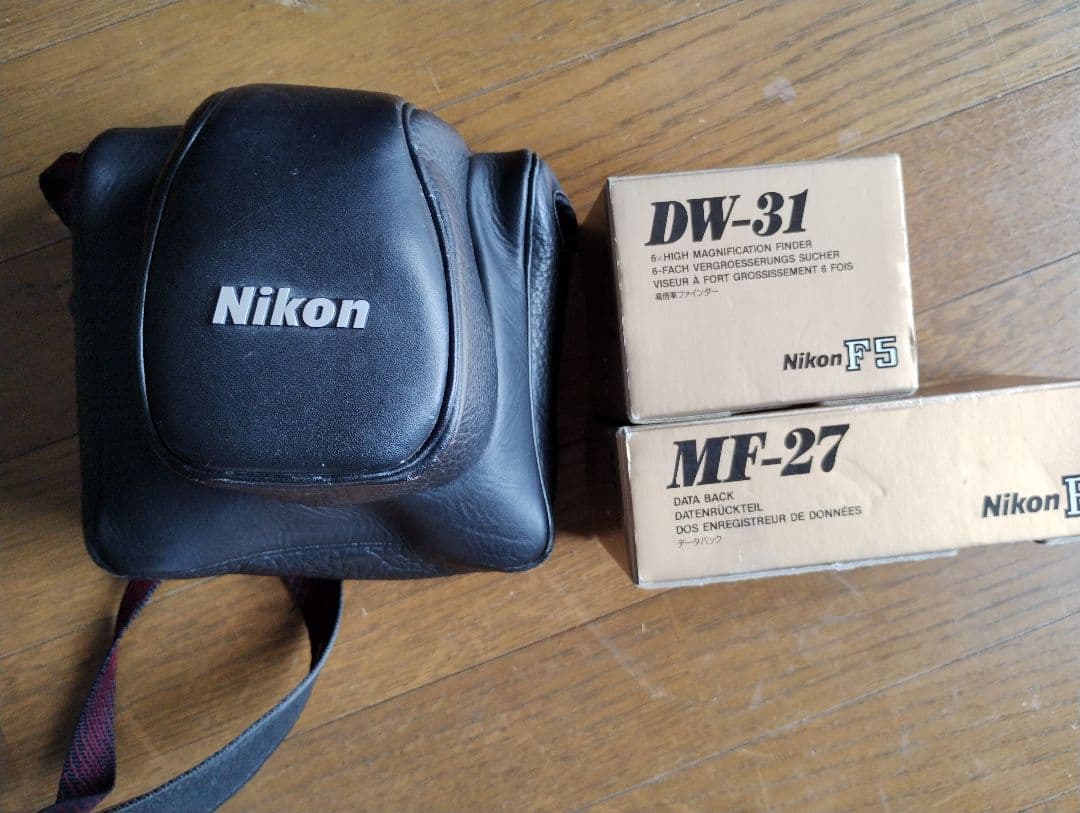 Nikon
DW-31
6×HIGH MAGNIFICATION FINDER
6-FACH VERGROESSERUNGS SUCHER
VISEUR À FORT GROSSISSEMENT 6 FOIS
高倍率ファインダー
Nikon F5
MF-27
DATA BACK
DATENRÜCKTEIL
DOS ENREGISTREUR DE DONNÉES
データバック
Nikon F